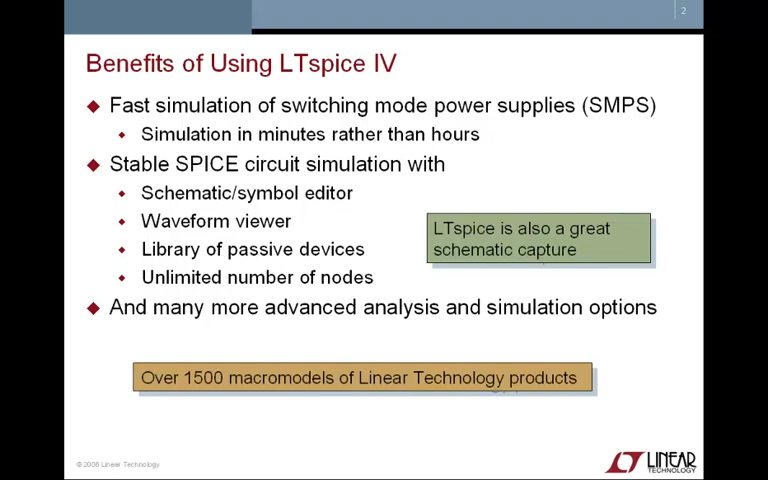 2
Benefits of Using LTspice IV
Fast simulation of switching mode power supplies (SMPS)
Simulation in minutes rather than hours
Stable SPICE circuit simulation with
Schematic/symbol editor
Waveform viewer
Library of passive devices
Unlimited number of nodes
LTspice is also a great
schematic capture
And many more advanced analysis and simulation options
Over 1500 macromodels of Linear Technology products
© 2006 Linear Technology
LINEAR
TECHNOLOGY